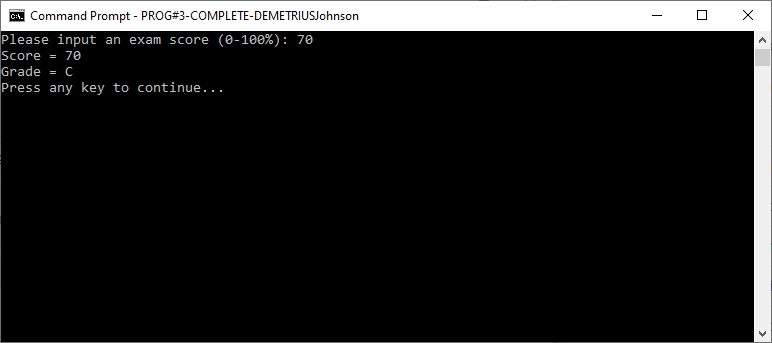 Command Prompt - PROG#3-COMPLETE-DEMETRIUSJohnson
Please input an exam score (0-100%): 70
Score = 70
Grade = C
Press any key to continue...